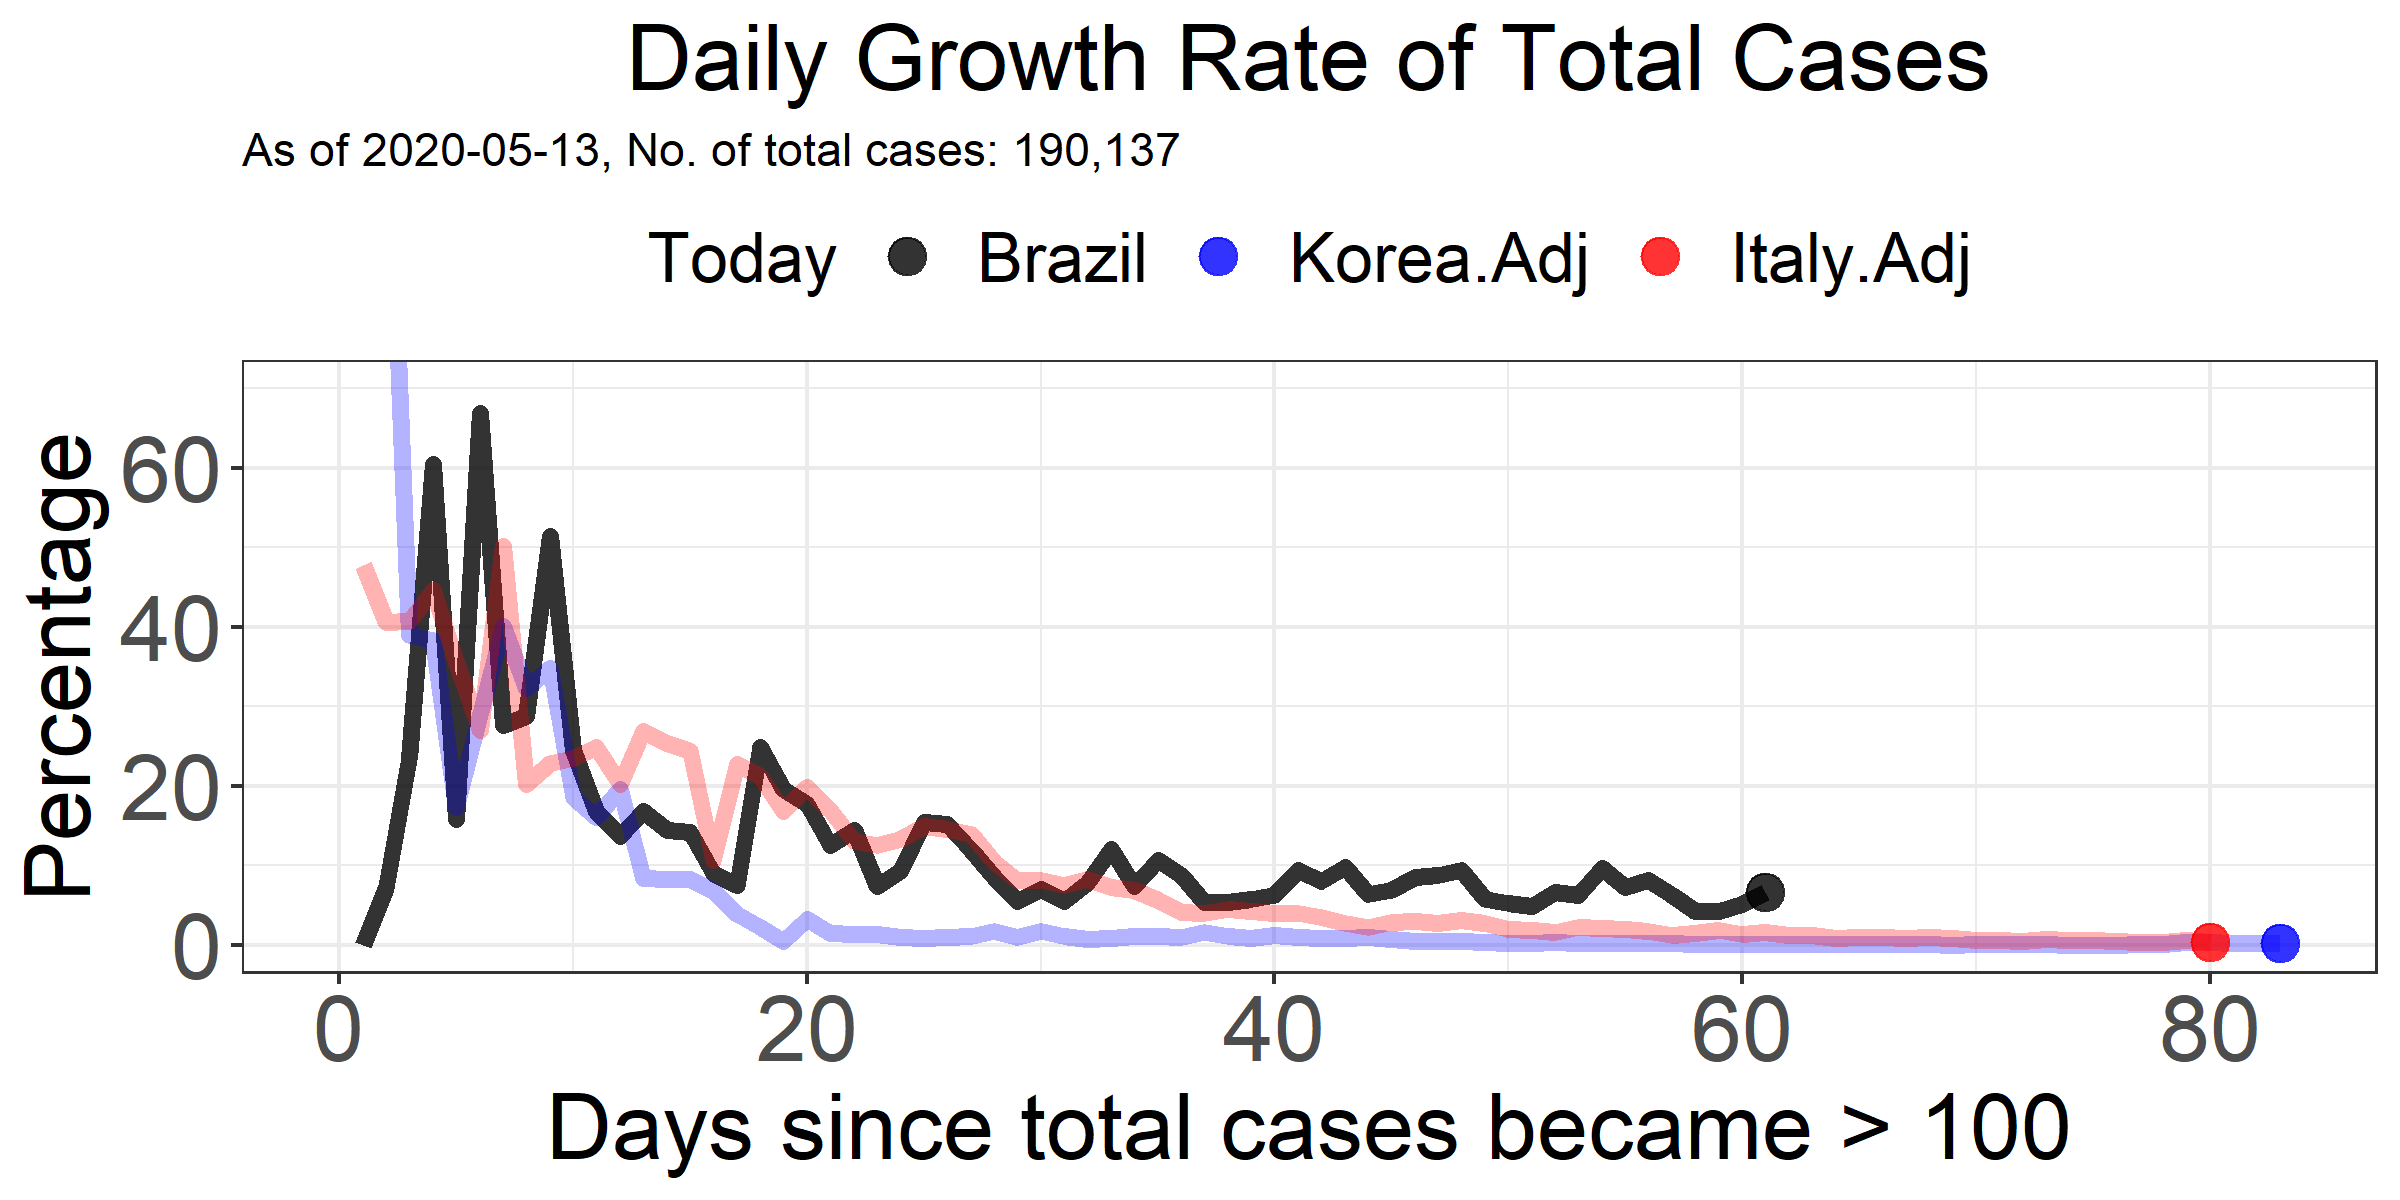 Daily Growth Rate of Total Cases
As of 2020-05-13, No. of total cases: 190,137
Today Brazil Korea.Adj Italy.Adj
Percentage
60
40
20
0
0 20 40 60 80
Days since total cases became > 100